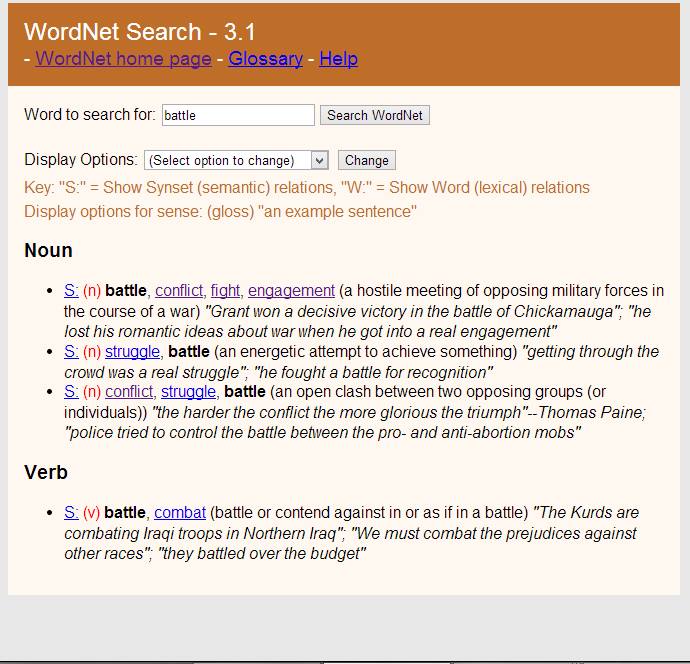 WordNet Search - 3.1
- WordNet home page - Glossary - Help
Word to search for: battle Search WordNet
Display Options: (Select option to change) Change
Key: "S:" = Show Synset (semantic) relations, "W:" = Show Word (lexical) relations
Display options for sense: (gloss) "an example sentence"
Noun
• S: (n) battle, conflict, fight, engagement (a hostile meeting of opposing military forces in
the course of a war) "Grant won a decisive victory in the battle of Chickamauga"; "he
lost his romantic ideas about war when he got into a real engagement"
• S: (n) struggle, battle (an energetic attempt to achieve something) "getting through the
crowd was a real struggle"; "he fought a battle for recognition"
• S: (n) conflict, struggle, battle (an open clash between two opposing groups (or
individuals)) "the harder the conflict the more glorious the triumph"--Thomas Paine;
"police tried to control the battle between the pro- and anti-abortion mobs"
Verb
• S: (v) battle, combat (battle or contend against in or as if in a battle) "The Kurds are
combating Iraqi troops in Northern Iraq"; "We must combat the prejudices against
other races"; "they battled over the budget"